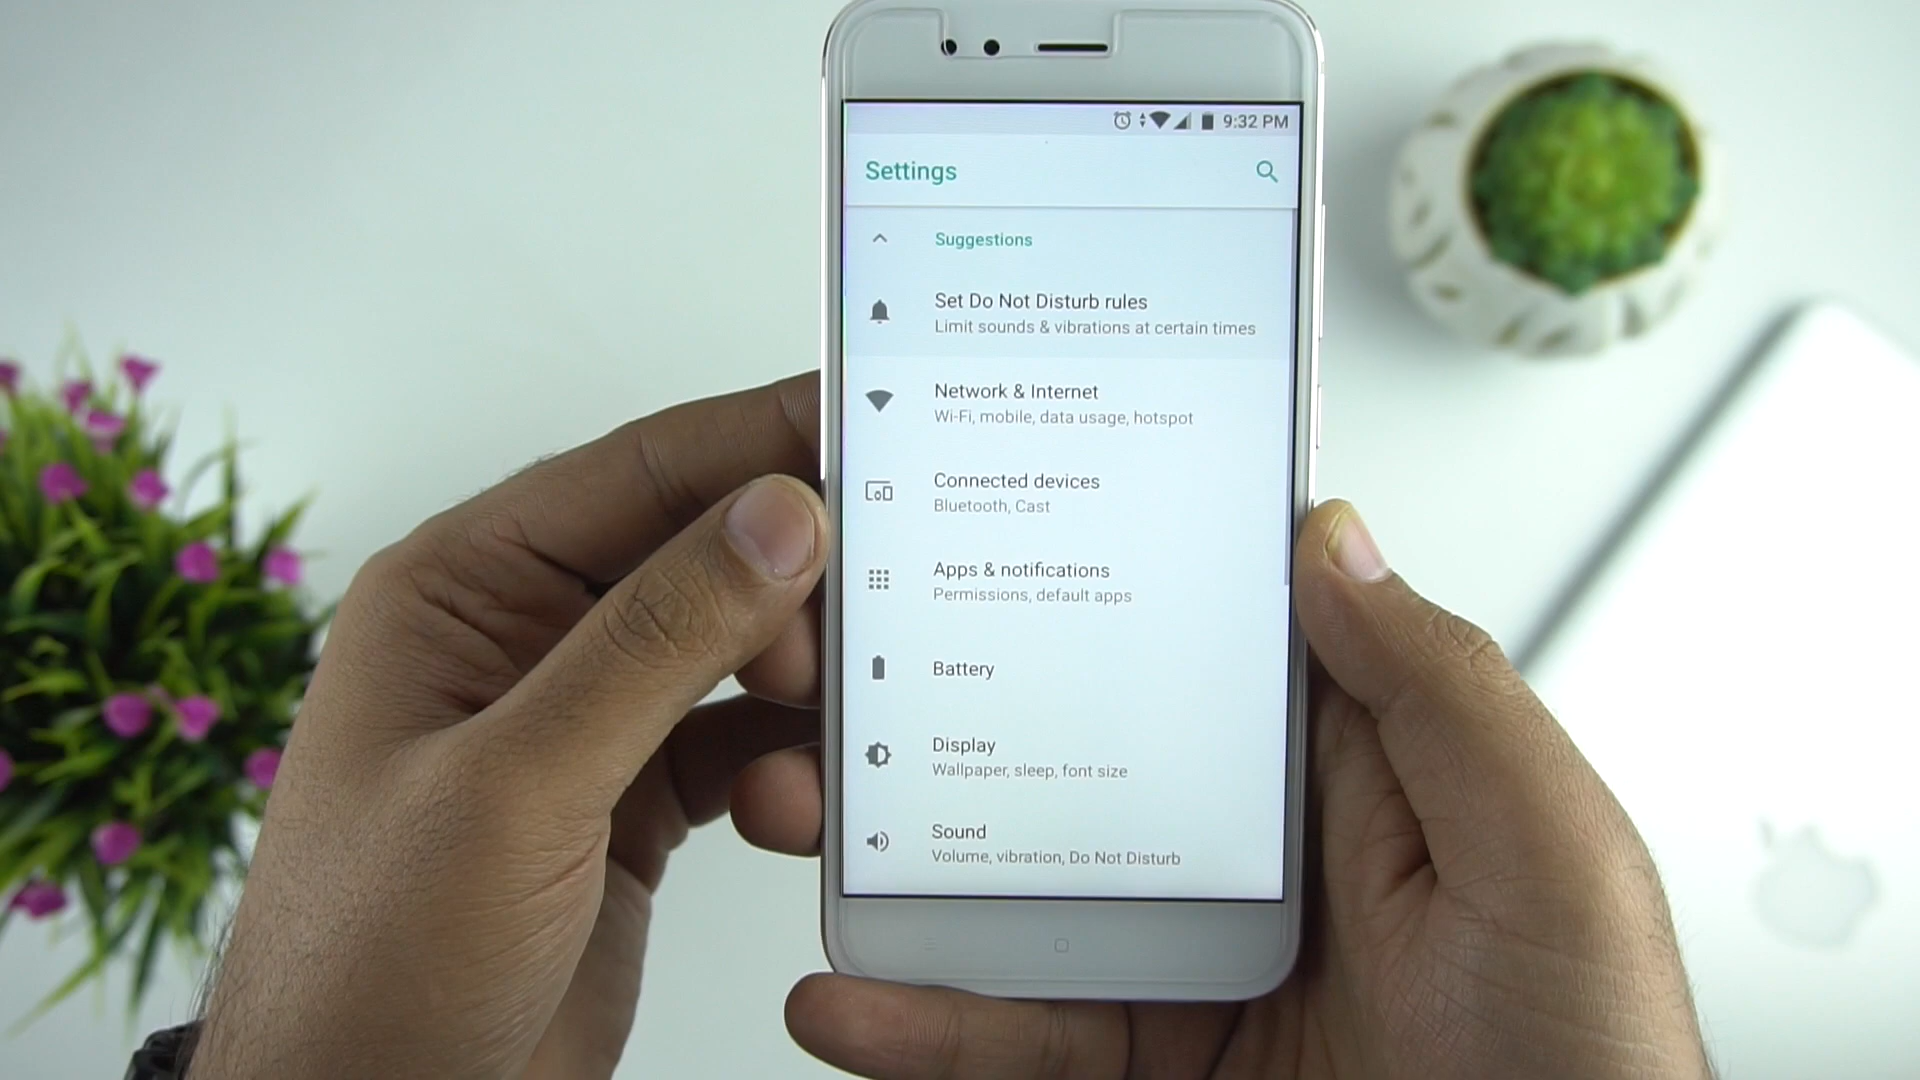 9:32 PM
Settings
Suggestions
Set Do Not Disturb rules
Limit sounds & vibrations at certain times
Network & Internet
Wi-Fi, mobile, data usage, hotspot
Connected devices
Bluetooth, Cast
Apps & notifications
Permissions, default apps
Battery
Display
Wallpaper, sleep, font size
Sound
Volume, vibration, Do Not Disturb